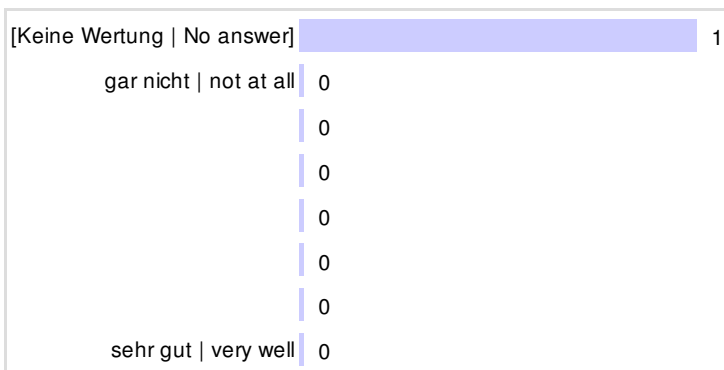 [Keine Wertung | No answer] 1
gar nicht | not at all 0
0
0
0
0
0
sehr gut | very well 0